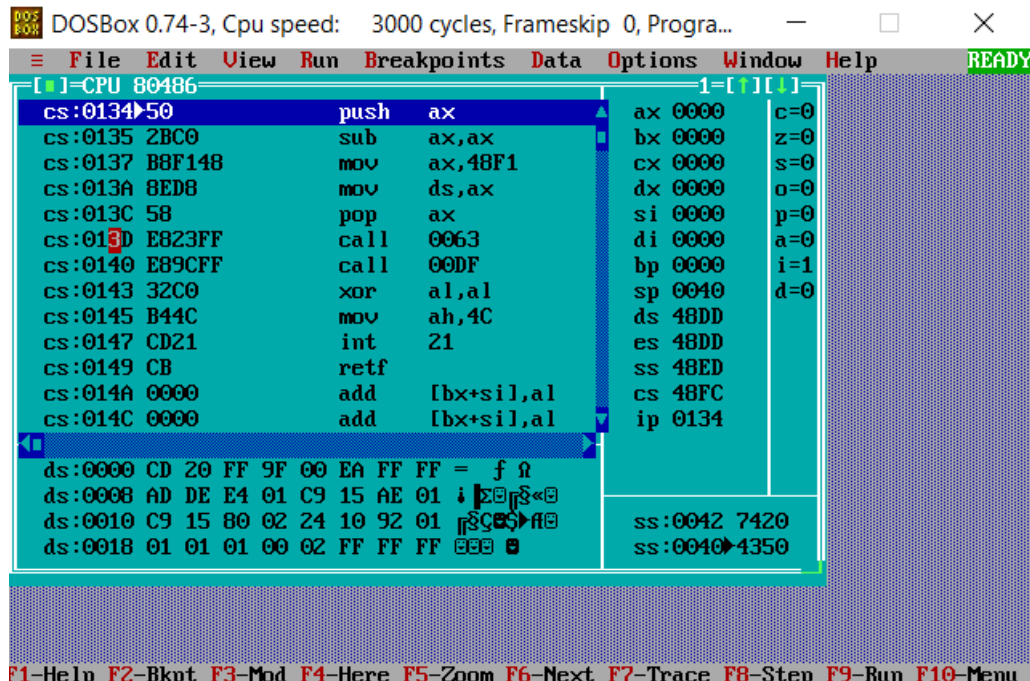 DOSBox 0.74-3, Cpu speed: 3000 cycles, Frameskip 0, Progra...
≡ File Edit View Run Breakpoints Data Options Window Help READY
=[■]=CPU 80486 1=[↑][↓]=
cs:0134►50 push ax ax 0000 c=0
cs:0135 2BC0 sub ax,ax bx 0000 z=0
cs:0137 B8F148 mov ax,48F1 cx 0000 s=0
cs:013A 8ED8 mov ds,ax dx 0000 o=0
cs:013C 58 pop ax si 0000 p=0
cs:013D E823FF call 0063 di 0000 a=0
cs:0140 E89CFF call 00DF bp 0000 i=1
cs:0143 32C0 xor al,al sp 0040 d=0
cs:0145 B44C mov ah,4C ds 48DD
cs:0147 CD21 int 21 es 48DD
cs:0149 CB retf ss 48ED
cs:014A 0000 add [bx+si],al cs 48FC
cs:014C 0000 add [bx+si],al ip 0134
ds:0000 CD 20 FF 9F 00 EA FF FF = ƒ Ω
ds:0008 AD DE E4 01 C9 15 AE 01 ¡▐Σ☺╔§«☺
ds:0010 C9 15 80 02 24 10 92 01 ╔§Ç☻$►Æ☺ ss:0042 7420
ds:0018 01 01 01 00 02 FF FF FF ☺☺☺ ☻ ss:0040►4350
F1-Help F2-Bkpt F3-Mod F4-Here F5-Zoom F6-Next F7-Trace F8-Step F9-Run F10-Menu